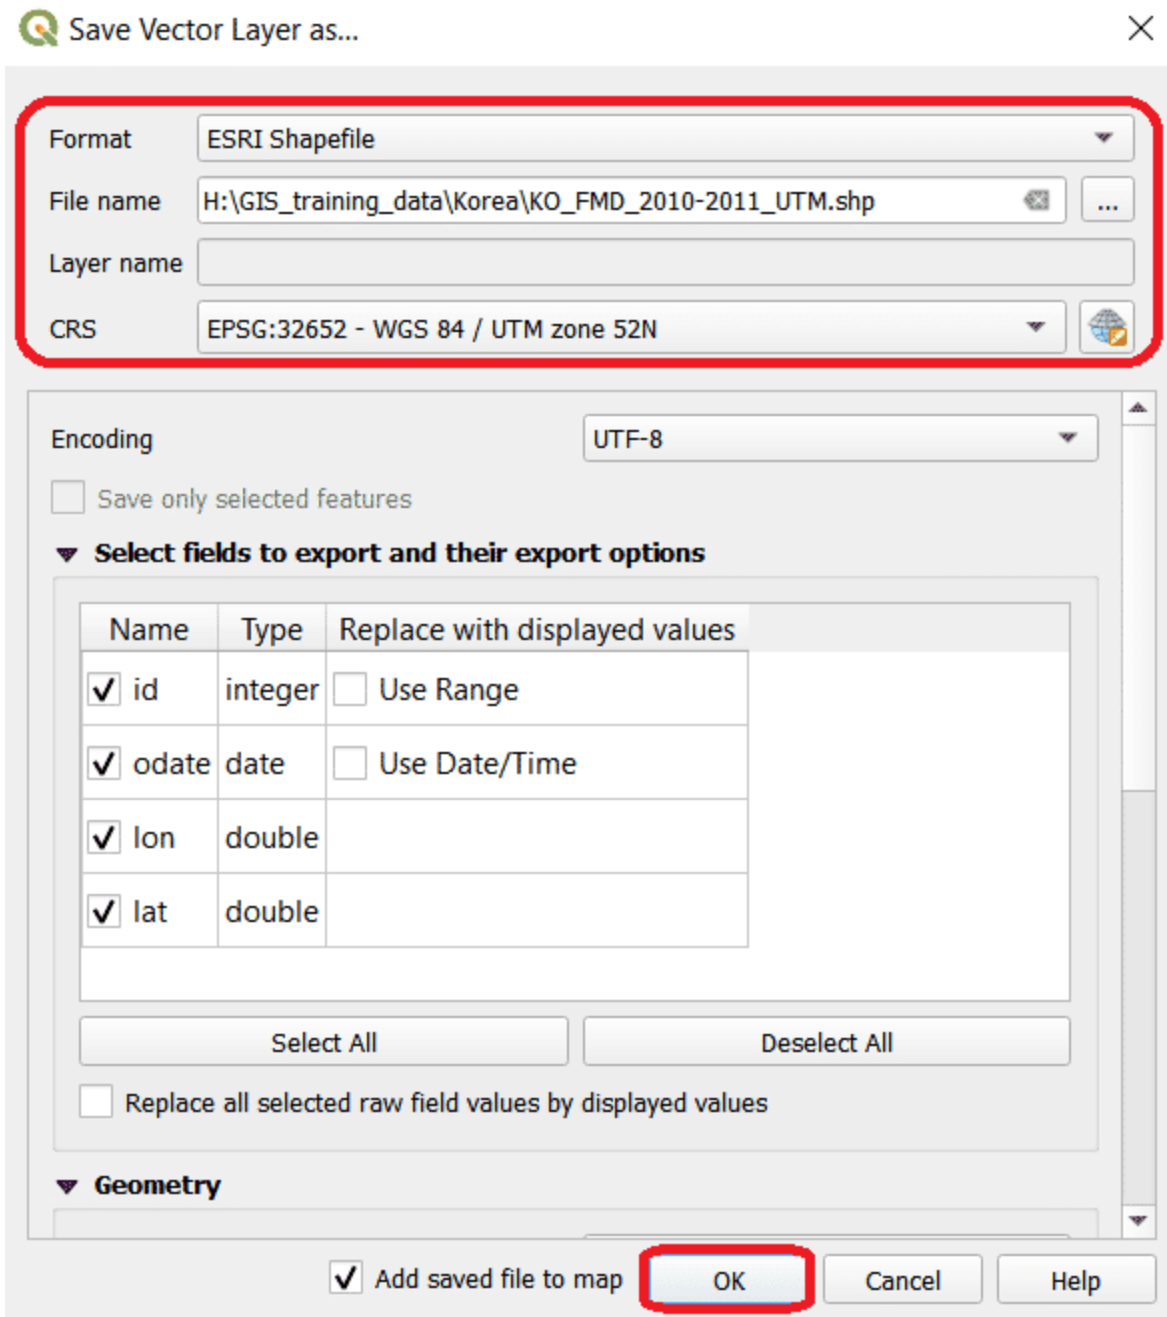 Save Vector Layer as...
Format ESRI Shapefile
File name H:\GIS_training_data\Korea\KO_FMD_2010-2011_UTM.shp ...
Layer name
CRS EPSG:32652 - WGS 84 / UTM zone 52N
Encoding UTF-8
Save only selected features
Select fields to export and their export options
Name Type Replace with displayed values
id integer Use Range
odate date Use Date/Time
lon double
lat double
Select All Deselect All
Replace all selected raw field values by displayed values
Geometry
Add saved file to map OK Cancel Help